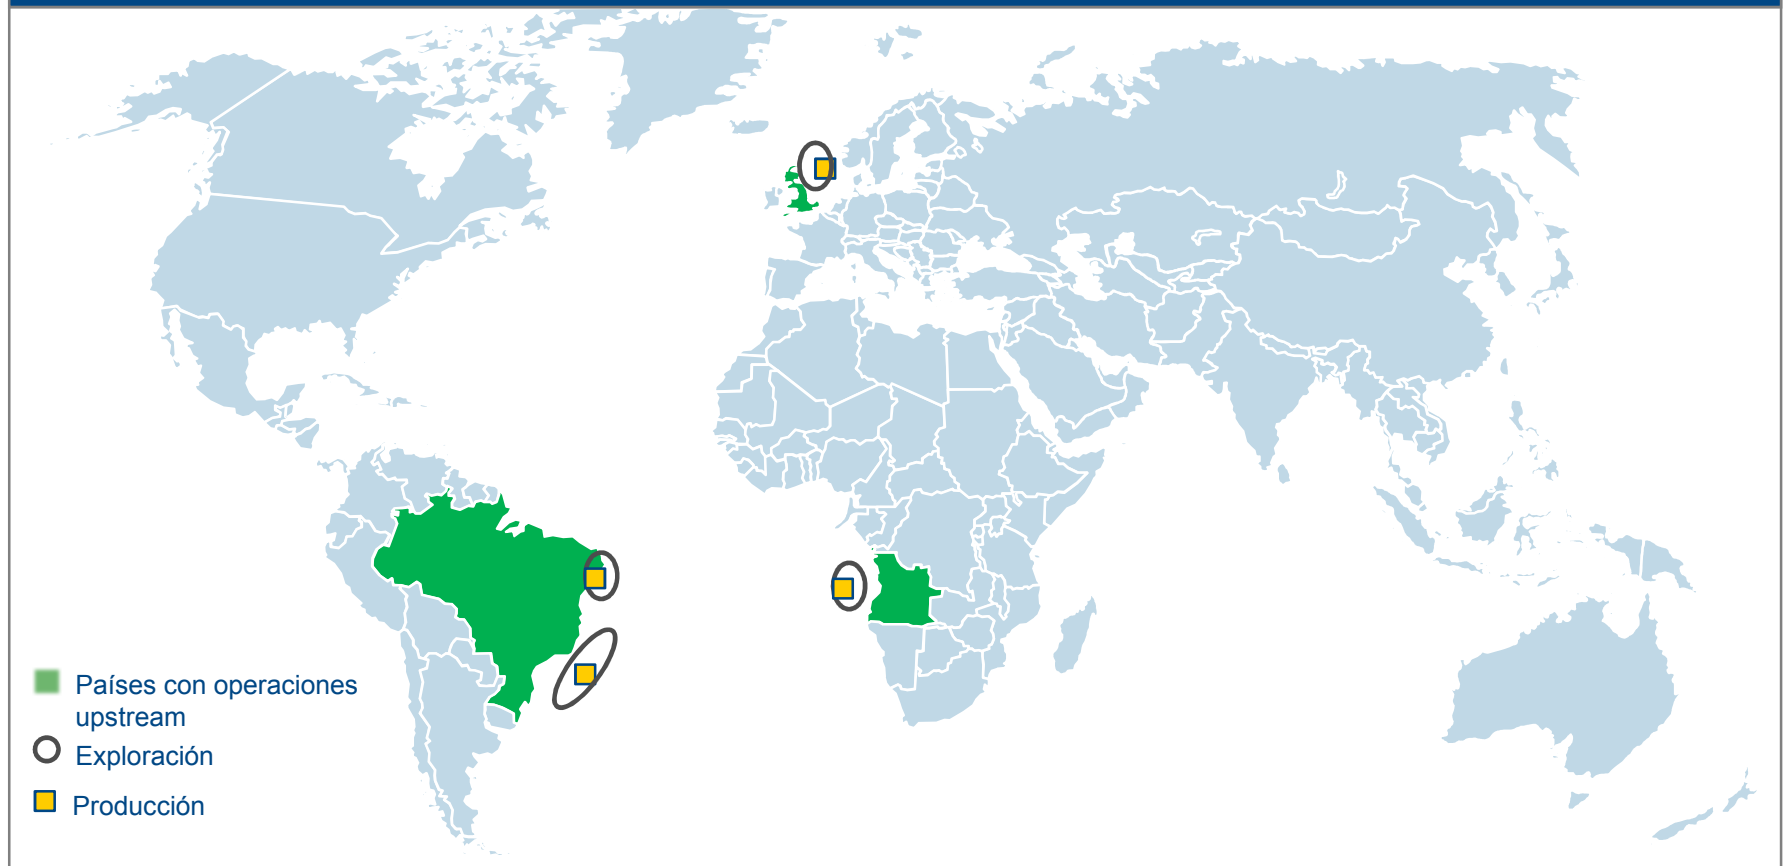 Países con operaciones
upstream
Exploración
Producción